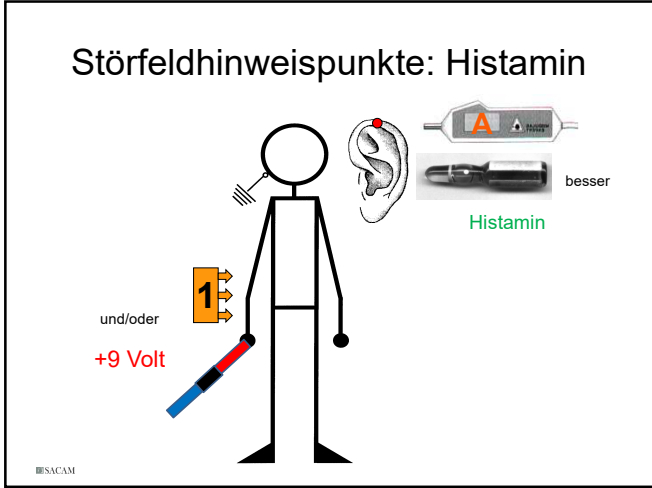 Störfeldhinweispunkte: Histamin
A
besser
Histamin
1
und/oder
+9 Volt
SACAM